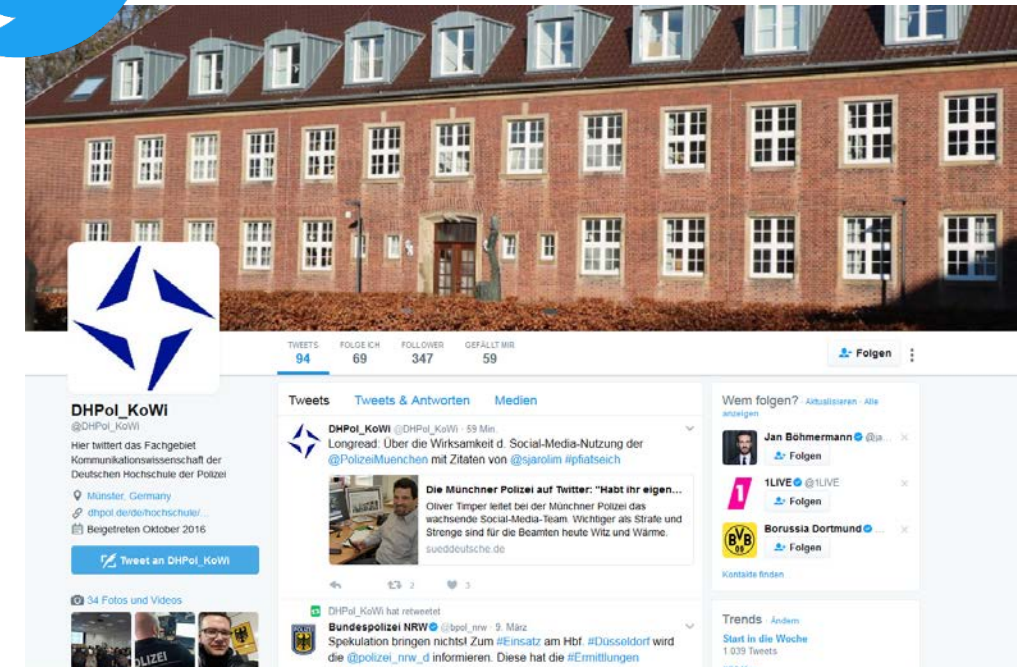 TWEETS FOLGE ICH FOLLOWER GEFÄLLT MIR
94 69 347 59
Folgen
DHPol_KoWi
@DHPol_KoWi
Hier twittert das Fachgebiet
Kommunikationswissenschaft der
Deutschen Hochschule der Polizei
Münster, Germany
dhpol.de/de/hochschule/...
Beigetreten Oktober 2016
Tweet an DHPol_KoWi
34 Fotos und Videos
POLIZEI
Tweets Tweets & Antworten Medien
DHPol_KoWi @DHPol_KoWi · 59 Min.
Longread: Über die Wirksamkeit d. Social-Media-Nutzung der
@PolizeiMuenchen mit Zitaten von @sjarolim #pfiatseich
Die Münchner Polizei auf Twitter: "Habt ihr eigen...
Oliver Timper leitet bei der Münchner Polizei das
wachsende Social-Media-Team. Wichtiger als Strafe und
Strenge sind für die Beamten heute Witz und Wärme.
sueddeutsche.de
2 3
DHPol_KoWi hat retweetet
Bundespolizei NRW @bpol_nrw · 9. März
Spekulation bringen nichts! Zum #Einsatz am Hbf. #Düsseldorf wird
die @polizei_nrw_d informieren. Diese hat die #Ermittlungen
Wem folgen? · Aktualisieren · Alle
anzeigen
Jan Böhmermann @ja...
Folgen
1LIVE @1LIVE
Folgen
Borussia Dortmund ...
Folgen
BVB
09
Kontakte finden
Trends · Ändern
Start in die Woche
1.039 Tweets